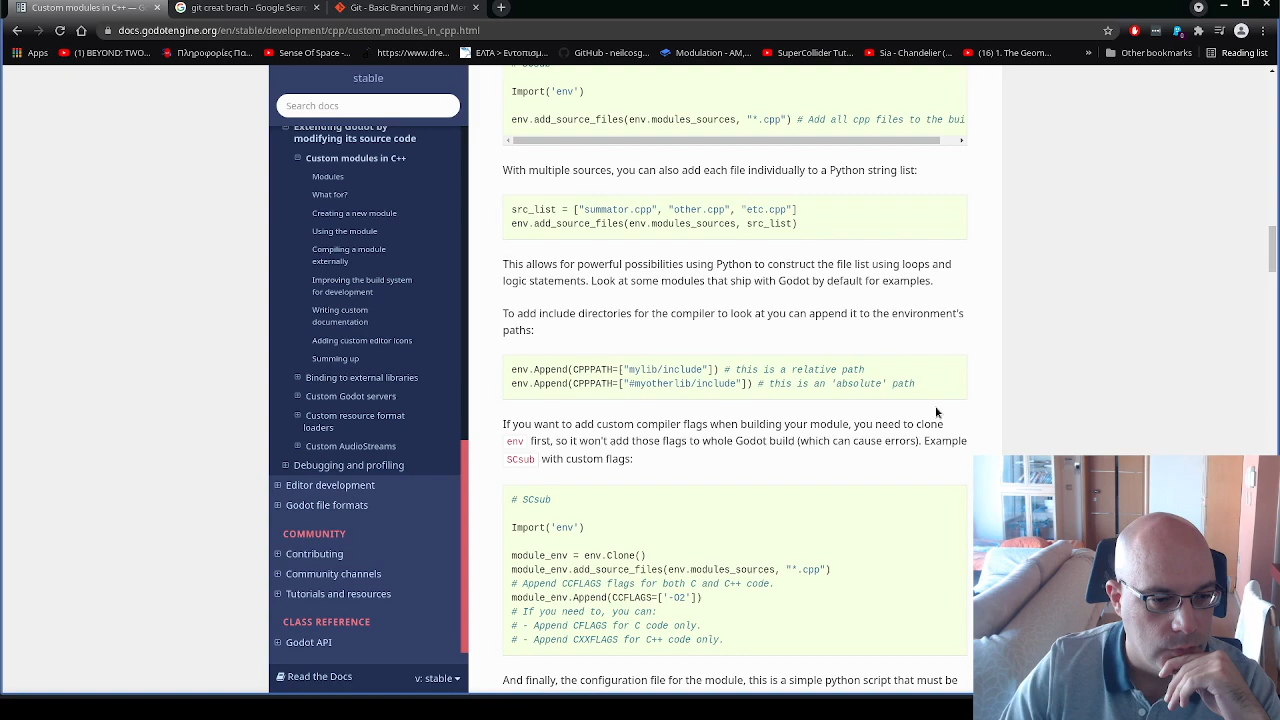 Custom modules in C++ — G
git creat brach - Google Sear
Git - Basic Branching and Mer
docs.godotengine.org/en/stable/development/cpp/custom_modules_in_cpp.html
Apps
(1) BEYOND: TWO...
Πληροφορίες Πα...
Sense Of Space -...
https://www.dre...
ΕΛΤΑ > Εντοπισμ...
GitHub - neilcosg...
Modulation - AM,...
SuperCollider Tut...
Sia - Chandelier (...
(16) 1. The Geom...
»
Other bookmarks
Reading list
stable
Search docs
Extending Godot by
modifying its source code
Custom modules in C++
Modules
What for?
Creating a new module
Using the module
Compiling a module
externally
Improving the build system
for development
Writing custom
documentation
Adding custom editor icons
Summing up
Binding to external libraries
Custom Godot servers
Custom resource format
loaders
Custom AudioStreams
Debugging and profiling
Editor development
Godot file formats
COMMUNITY
Contributing
Community channels
Tutorials and resources
CLASS REFERENCE
Godot API
Read the Docs
v: stable
# SCsub
Import('env')
env.add_source_files(env.modules_sources, "*.cpp") # Add all cpp files to the bui
With multiple sources, you can also add each file individually to a Python string list:
src_list = ["summator.cpp", "other.cpp", "etc.cpp"]
env.add_source_files(env.modules_sources, src_list)
This allows for powerful possibilities using Python to construct the file list using loops and
logic statements. Look at some modules that ship with Godot by default for examples.
To add include directories for the compiler to look at you can append it to the environment's
paths:
env.Append(CPPPATH=["mylib/include"]) # this is a relative path
env.Append(CPPPATH=["#myotherlib/include"]) # this is an 'absolute' path
If you want to add custom compiler flags when building your module, you need to clone
env first, so it won't add those flags to whole Godot build (which can cause errors). Example
SCsub with custom flags:
# SCsub
Import('env')
module_env = env.Clone()
module_env.add_source_files(env.modules_sources, "*.cpp")
# Append CCFLAGS flags for both C and C++ code.
module_env.Append(CCFLAGS=['-O2'])
# If you need to, you can:
# - Append CFLAGS for C code only.
# - Append CXXFLAGS for C++ code only.
And finally, the configuration file for the module, this is a simple python script that must be